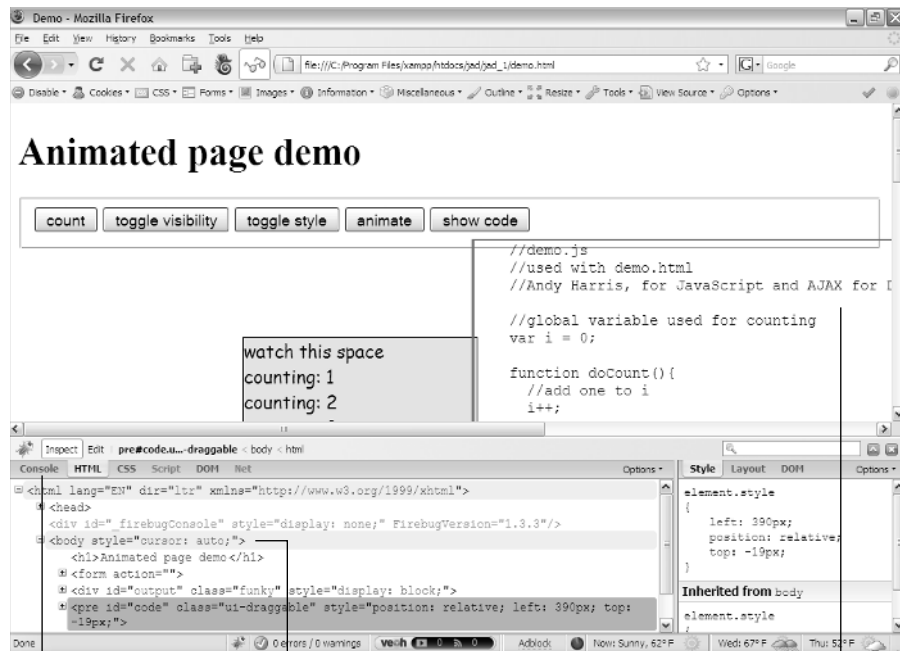 Demo - Mozilla Firefox
File Edit View History Bookmarks Tools Help
file:///C:/Program Files/xampp/htdocs/jad/jad_1/demo.html
G Google
Disable Cookies CSS Forms Images Information Miscellaneous Outline Resize Tools View Source Options
Animated page demo
count toggle visibility toggle style animate show code
//demo.js
//used with demo.html
//Andy Harris, for JavaScript and AJAX for D
//global variable used for counting
var i = 0;
function doCount(){
//add one to i
i++;
watch this space
counting: 1
counting: 2
Inspect Edit pre#code.u...-draggable < body < html
Console HTML CSS Script DOM Net Options
Style Layout DOM Options
<html lang="EN" dir="ltr" xmlns="http://www.w3.org/1999/xhtml">
<head>
<div id="_firebugConsole" style="display: none;" FirebugVersion="1.3.3"/>
<body style="cursor: auto;">
<h1>Animated page demo</h1>
<form action="">
<div id="output" class="funky" style="display: block;">
<pre id="code" class="ui-draggable" style="position: relative; left: 390px; top:
-19px;">
element.style
{
left: 390px;
position: relative;
top: -19px;
}
Inherited from body
element.style
Done 0 errors / 0 warnings veoh 0 0 Adblock Now: Sunny, 62° F Wed: 67° F Thu: 52° F